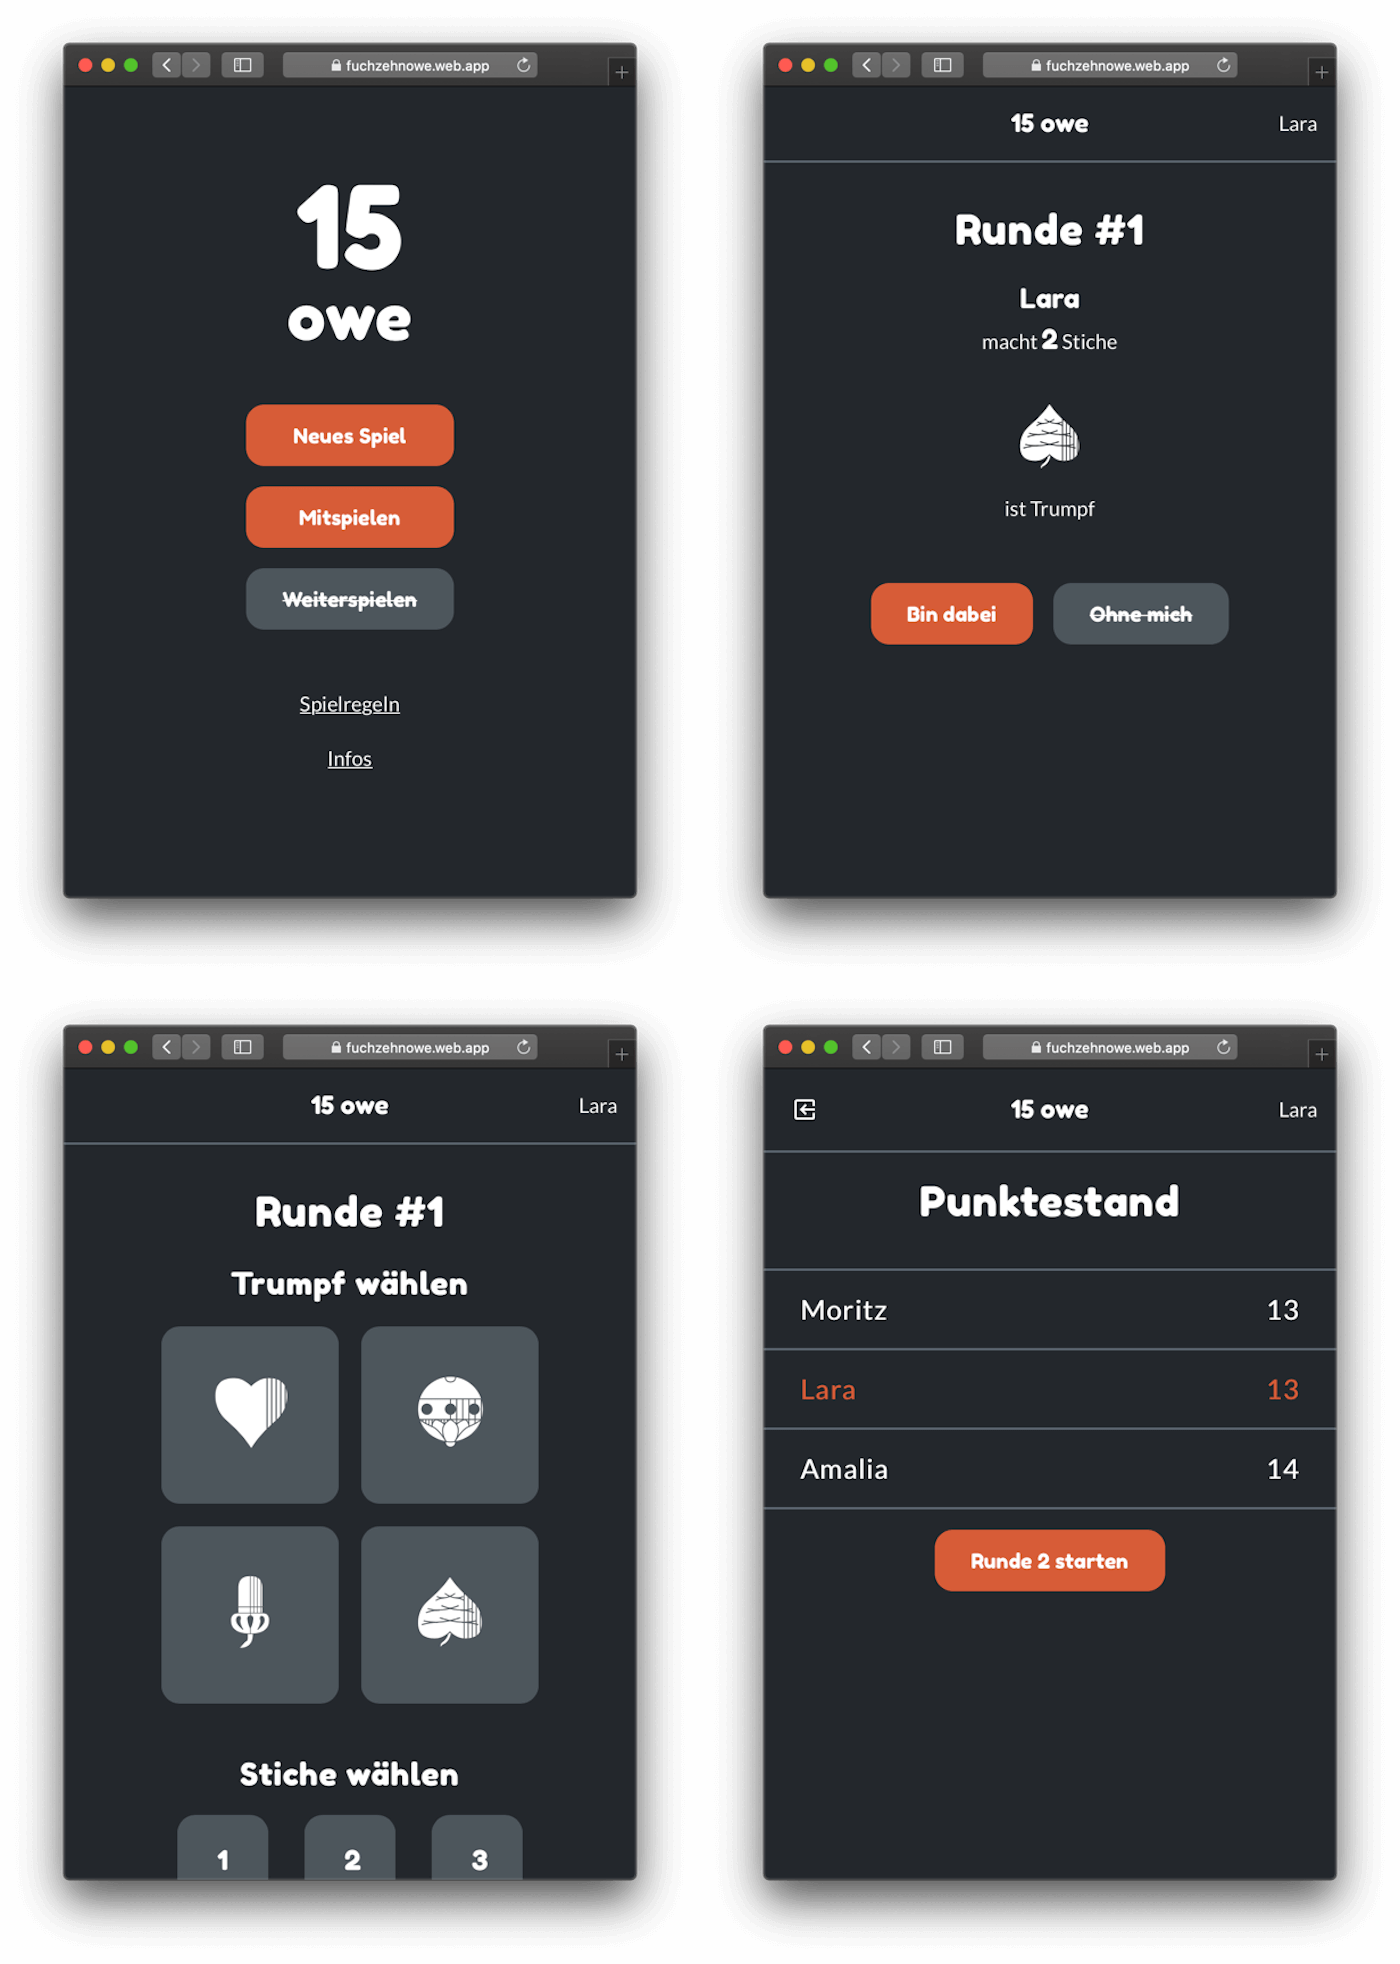 fuchzehnowe.web.app
15
owe
Neues Spiel
Mitspielen
Weiterspielen
Spielregeln
Infos
fuchzehnowe.web.app
15 owe
Lara
Runde #1
Lara
macht 2 Stiche
ist Trumpf
Bin dabei
Ohne mich
fuchzehnowe.web.app
15 owe
Lara
Runde #1
Trumpf wählen
Stiche wählen
1 2 3
fuchzehnowe.web.app
15 owe
Lara
Punktestand
Moritz 13
Lara 13
Amalia 14
Runde 2 starten